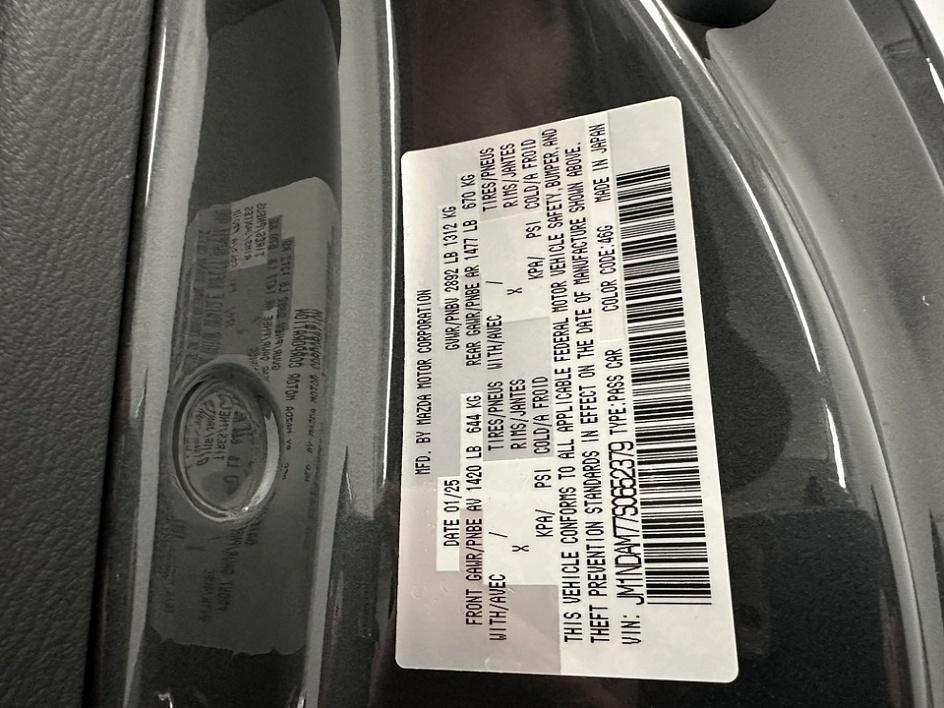 MFD. BY MAZDA MOTOR CORPORATION
DATE 01/25 GVWR/PNBV 2892 LB 1312 KG
FRONT GAWR/PNBE AV 1420 LB 644 KG REAR GAWR/PNBE AR 1477 LB 670 KG
WITH/AVEC / TIRES/PNEUS WITH/AVEC / TIRES/PNEUS
X RIMS/JANTES X RIMS/JANTES
KPA/ PSI COLD/A FROID KPA/ PSI COLD/A FROID
THIS VEHICLE CONFORMS TO ALL APPLICABLE FEDERAL MOTOR VEHICLE SAFETY, BUMPER, AND
THEFT PREVENTION STANDARDS IN EFFECT ON THE DATE OF MANUFACTURE SHOWN ABOVE.
VIN: JM1NDAM77S0652379 TYPE:PASS CAR COLOR CODE:46G MADE IN JAPAN